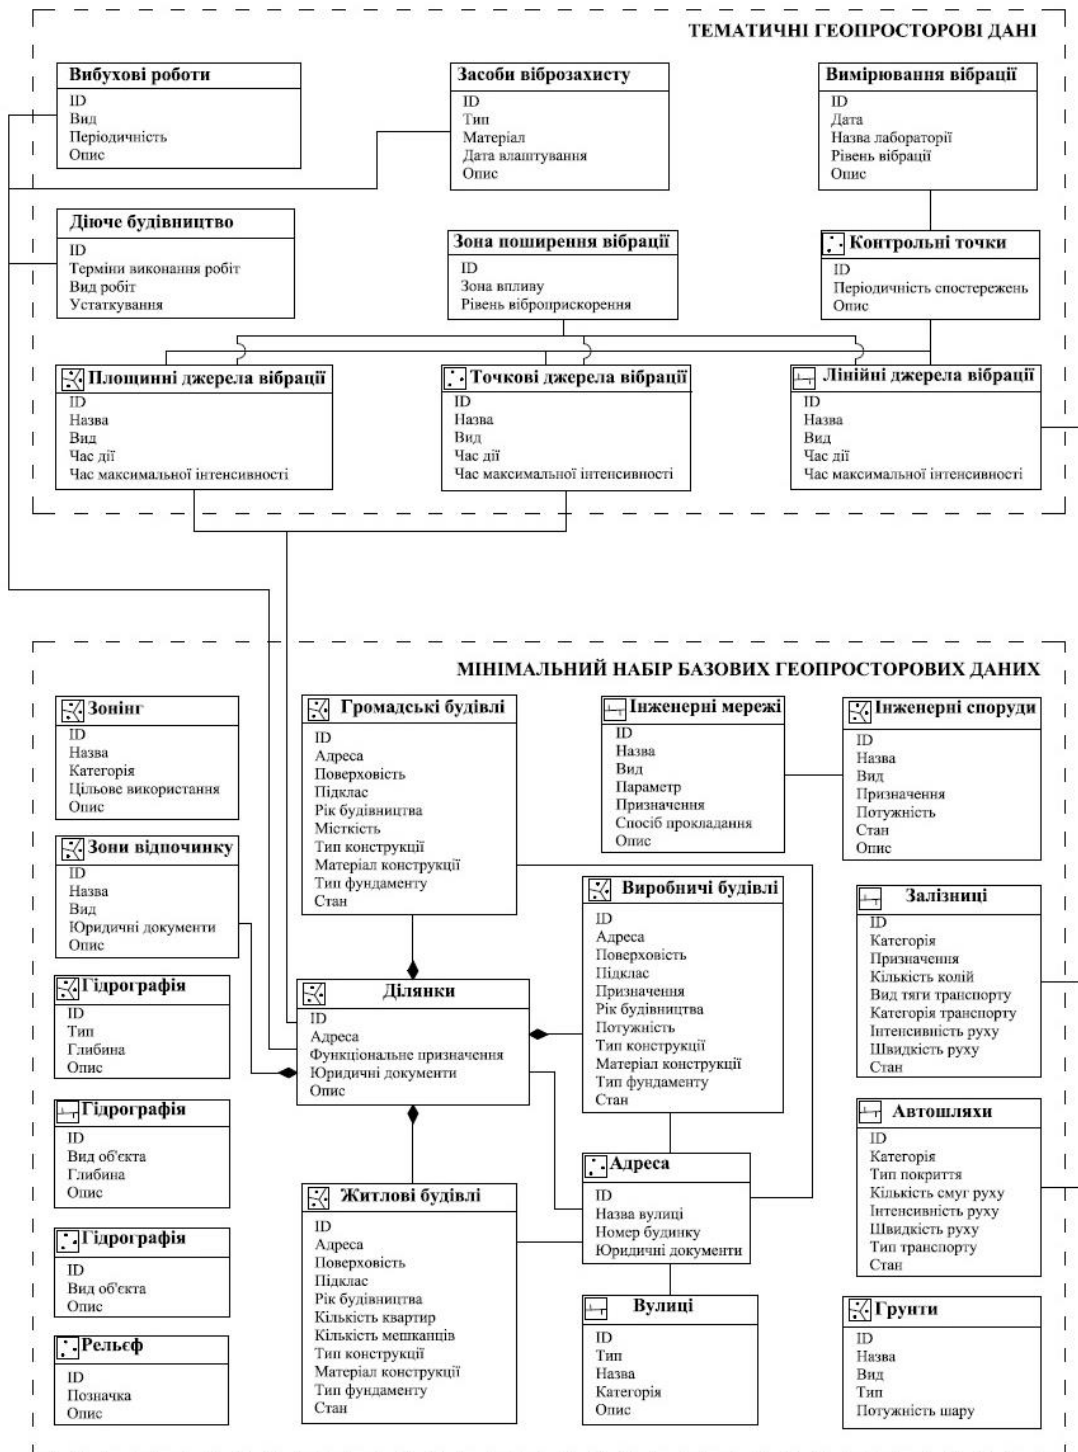 ТЕМАТИЧНІ ГЕОПРОСТОРОВІ ДАНІ
Вибухові роботи
ID
Вид
Періодичність
Опис
Засоби віброзахисту
ID
Тип
Матеріал
Дата влаштування
Опис
Вимірювання вібрації
ID
Дата
Назва лабораторії
Рівень вібрації
Опис
Діюче будівництво
ID
Терміни виконання робіт
Вид робіт
Устаткування
Зона поширення вібрації
ID
Зона впливу
Рівень віброприскорення
Контрольні точки
ID
Періодичність спостережень
Опис
Площинні джерела вібрації
ID
Назва
Вид
Час дії
Час максимальної інтенсивності
Точкові джерела вібрації
ID
Назва
Вид
Час дії
Час максимальної інтенсивності
Лінійні джерела вібрації
ID
Назва
Вид
Час дії
Час максимальної інтенсивності
МІНІМАЛЬНИЙ НАБІР БАЗОВИХ ГЕОПРОСТОРОВИХ ДАНИХ
Зонінг
ID
Назва
Категорія
Цільове використання
Опис
Зони відпочинку
ID
Назва
Вид
Юридичні документи
Опис
Гідрографія
ID
Тип
Глибина
Опис
Гідрографія
ID
Вид об'єкта
Глибина
Опис
Гідрографія
ID
Вид об'єкта
Опис
Рельєф
ID
Позначка
Опис
Громадські будівлі
ID
Адреса
Поверховість
Підклас
Рік будівництва
Місткість
Тип конструкції
Матеріал конструкції
Тип фундаменту
Стан
Ділянки
ID
Адреса
Функціональне призначення
Юридичні документи
Опис
Житлові будівлі
ID
Адреса
Поверховість
Підклас
Рік будівництва
Кількість квартир
Кількість мешканців
Тип конструкції
Матеріал конструкції
Тип фундаменту
Стан
Інженерні мережі
ID
Назва
Вид
Параметр
Призначення
Спосіб прокладання
Опис
Виробничі будівлі
ID
Адреса
Поверховість
Підклас
Призначення
Рік будівництва
Потужність
Тип конструкції
Матеріал конструкції
Тип фундаменту
Стан
Адреса
ID
Назва вулиці
Номер будинку
Юридичні документи
Вулиці
ID
Тип
Назва
Категорія
Опис
Інженерні споруди
ID
Назва
Вид
Призначення
Потужність
Стан
Опис
Залізниці
ID
Категорія
Призначення
Кількість колій
Вид тяги транспорту
Категорія транспорту
Інтенсивність руху
Швидкість руху
Стан
Автошляхи
ID
Категорія
Тип покриття
Кількість смуг руху
Інтенсивність руху
Швидкість руху
Тип транспорту
Стан
Грунти
ID
Назва
Вид
Тип
Потужність шару